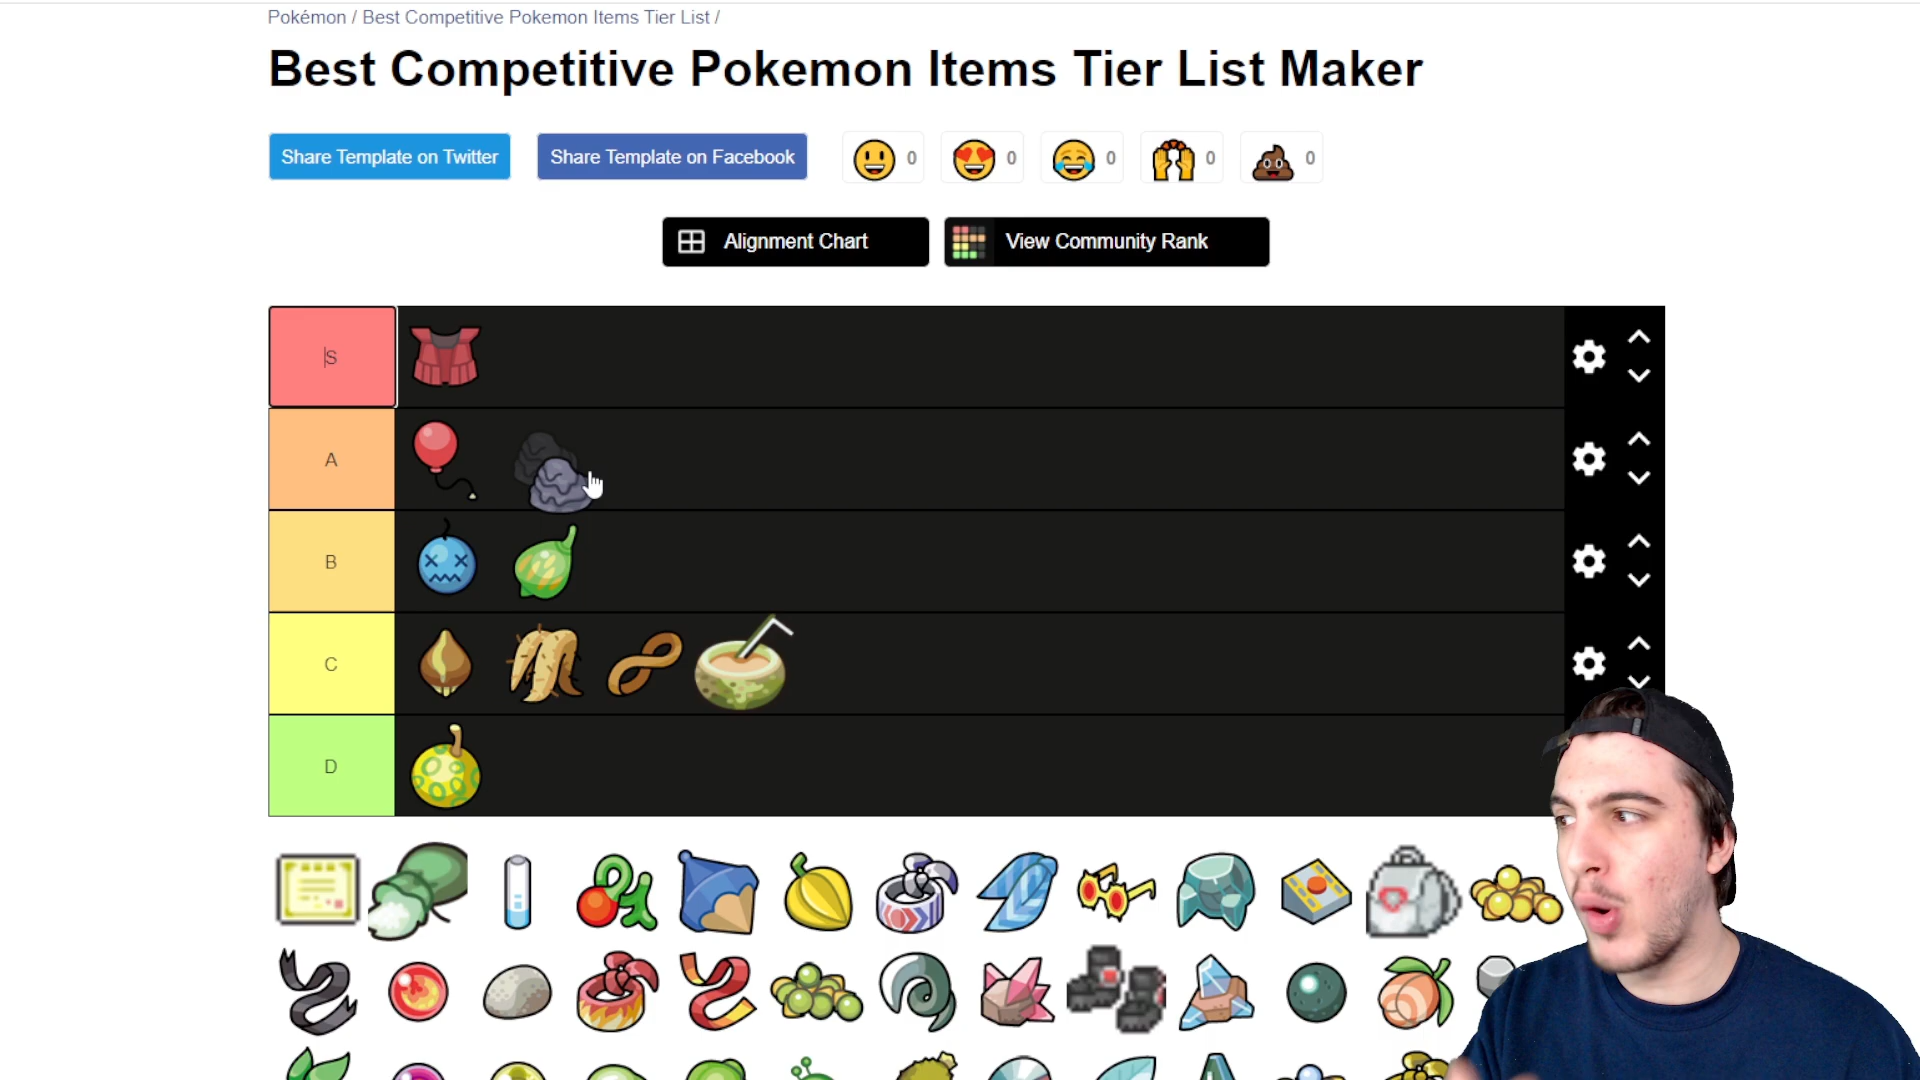 Pokémon / Best Competitive Pokemon Items Tier List /
Best Competitive Pokemon Items Tier List Maker
Share Template on Twitter
Share Template on Facebook
0
0
0
0
0
Alignment Chart
View Community Rank
S
A
B
C
D